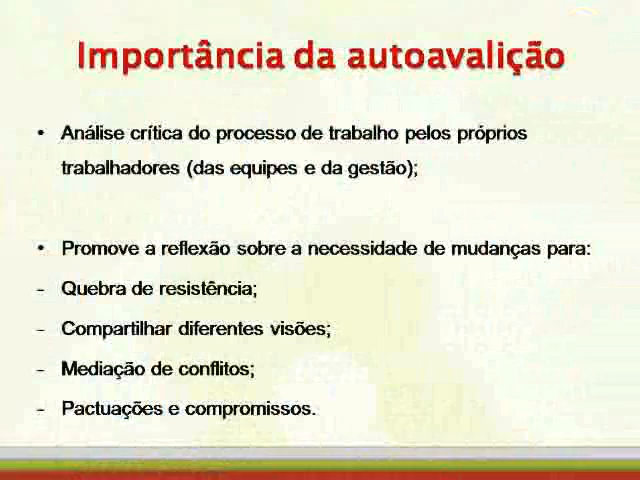 Importância da autoavalição
• Análise crítica do processo de trabalho pelos próprios
trabalhadores (das equipes e da gestão);
• Promove a reflexão sobre a necessidade de mudanças para:
- Quebra de resistência;
- Compartilhar diferentes visões;
- Mediação de conflitos;
- Pactuações e compromissos.